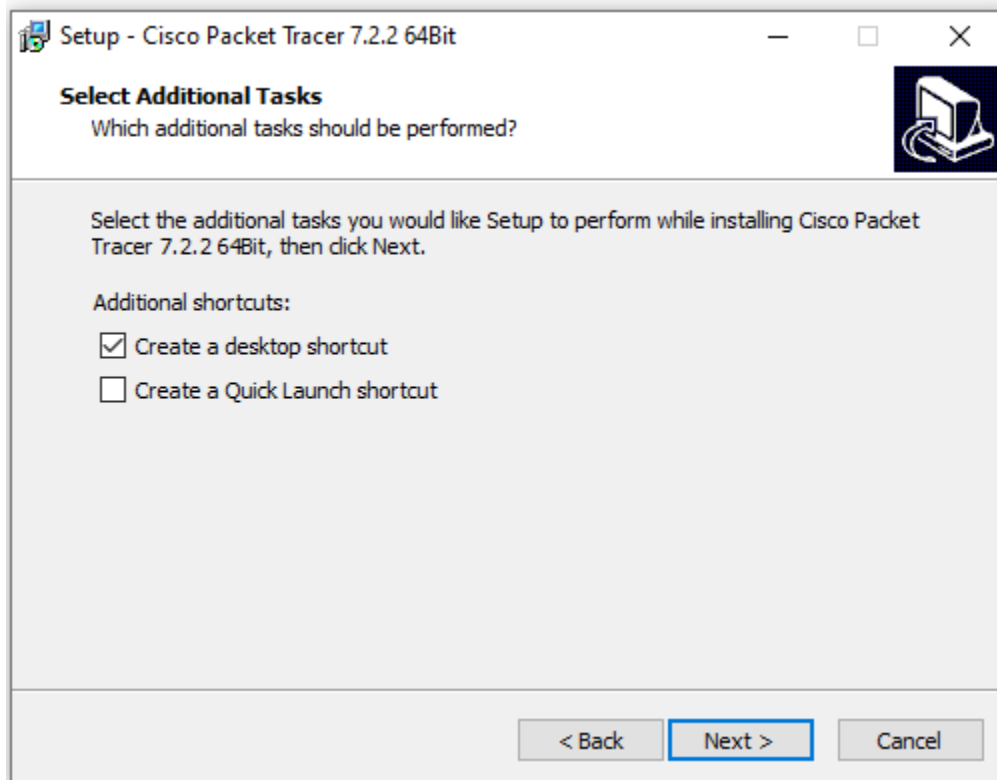 Setup - Cisco Packet Tracer 7.2.2 64Bit
Select Additional Tasks
Which additional tasks should be performed?
Select the additional tasks you would like Setup to perform while installing Cisco Packet
Tracer 7.2.2 64Bit, then click Next.
Additional shortcuts:
Create a desktop shortcut
Create a Quick Launch shortcut
< Back Next > Cancel